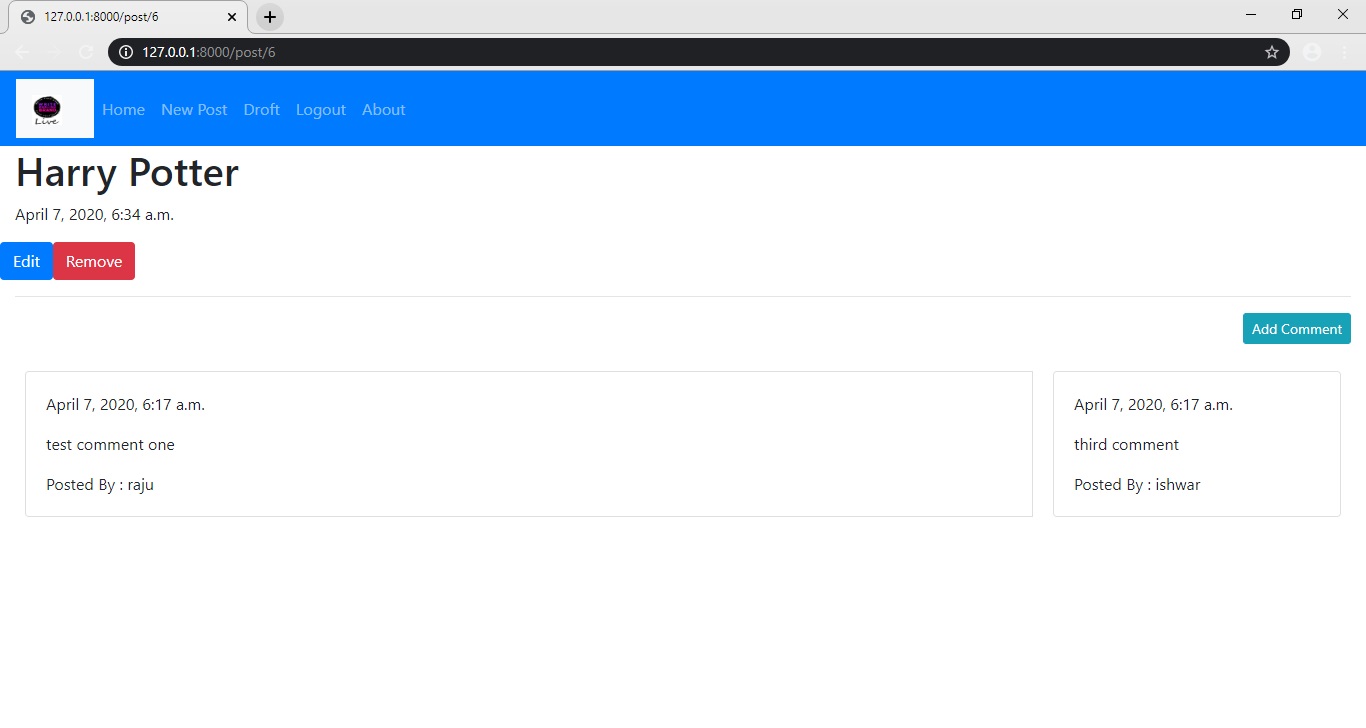 127.0.0.1:8000/post/6
127.0.0.1:8000/post/6
Live
Home New Post Droft Logout About
Harry Potter
April 7, 2020, 6:34 a.m.
Edit Remove
Add Comment
April 7, 2020, 6:17 a.m.
test comment one
Posted By : raju
April 7, 2020, 6:17 a.m.
third comment
Posted By : ishwar